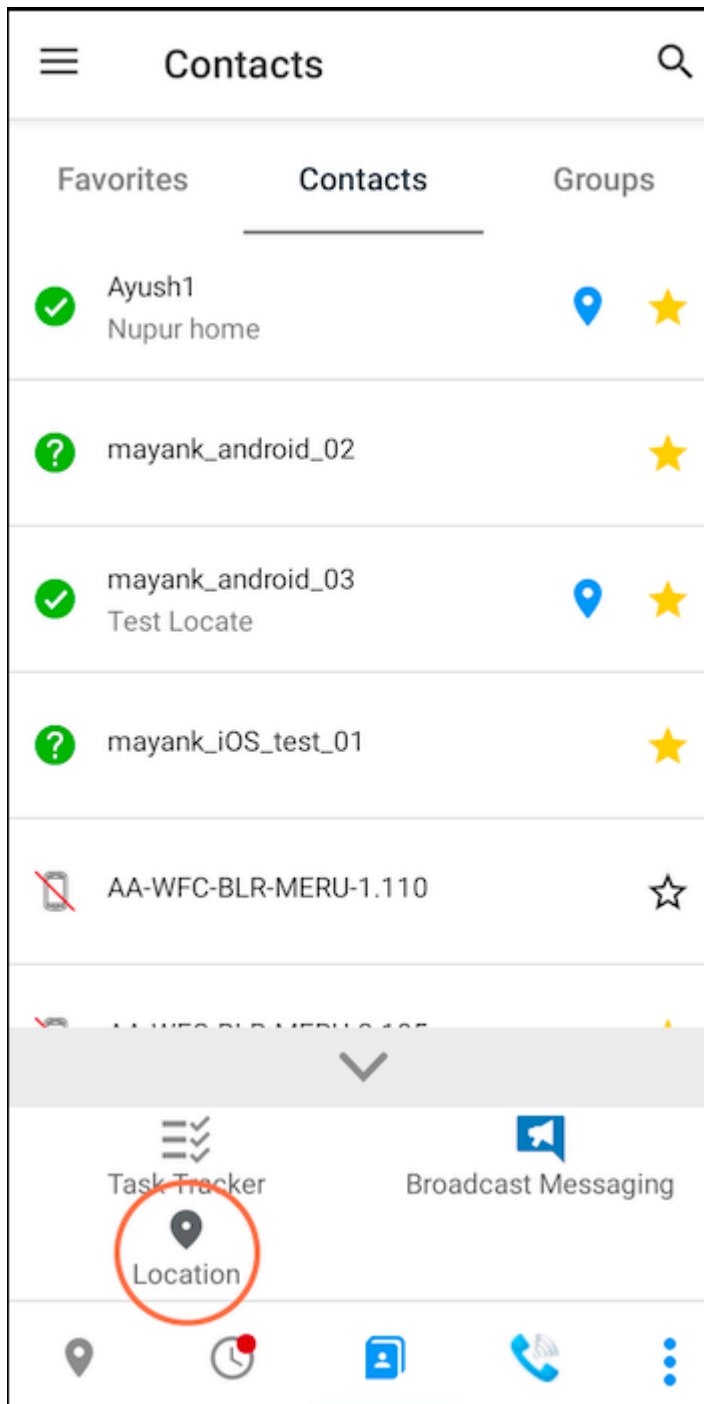 Contacts
Favorites Contacts Groups
Ayush1
Nupur home
mayank_android_02
mayank_android_03
Test Locate
mayank_iOS_test_01
AA-WFC-BLR-MERU-1.110
Task Tracker Broadcast Messaging
Location